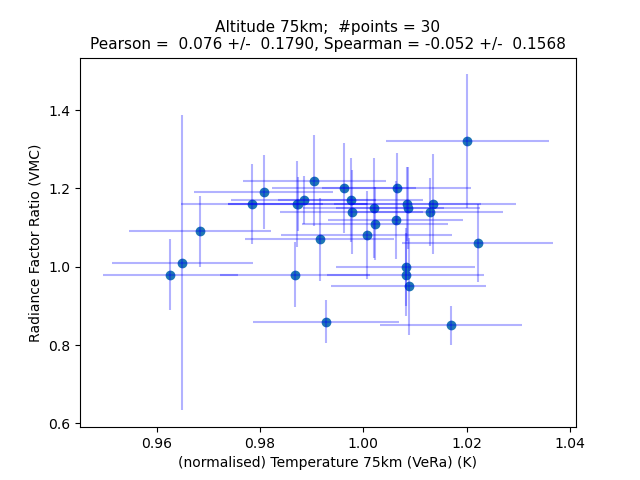 Altitude 75km;  #points = 30
Pearson =  0.076 +/-  0.1790, Spearman = -0.052 +/-  0.1568
1.4
1.2
1.0
0.8
0.6
Radiance Factor Ratio (VMC)
0.96 0.98 1.00 1.02 1.04
(normalised) Temperature 75km (VeRa) (K)